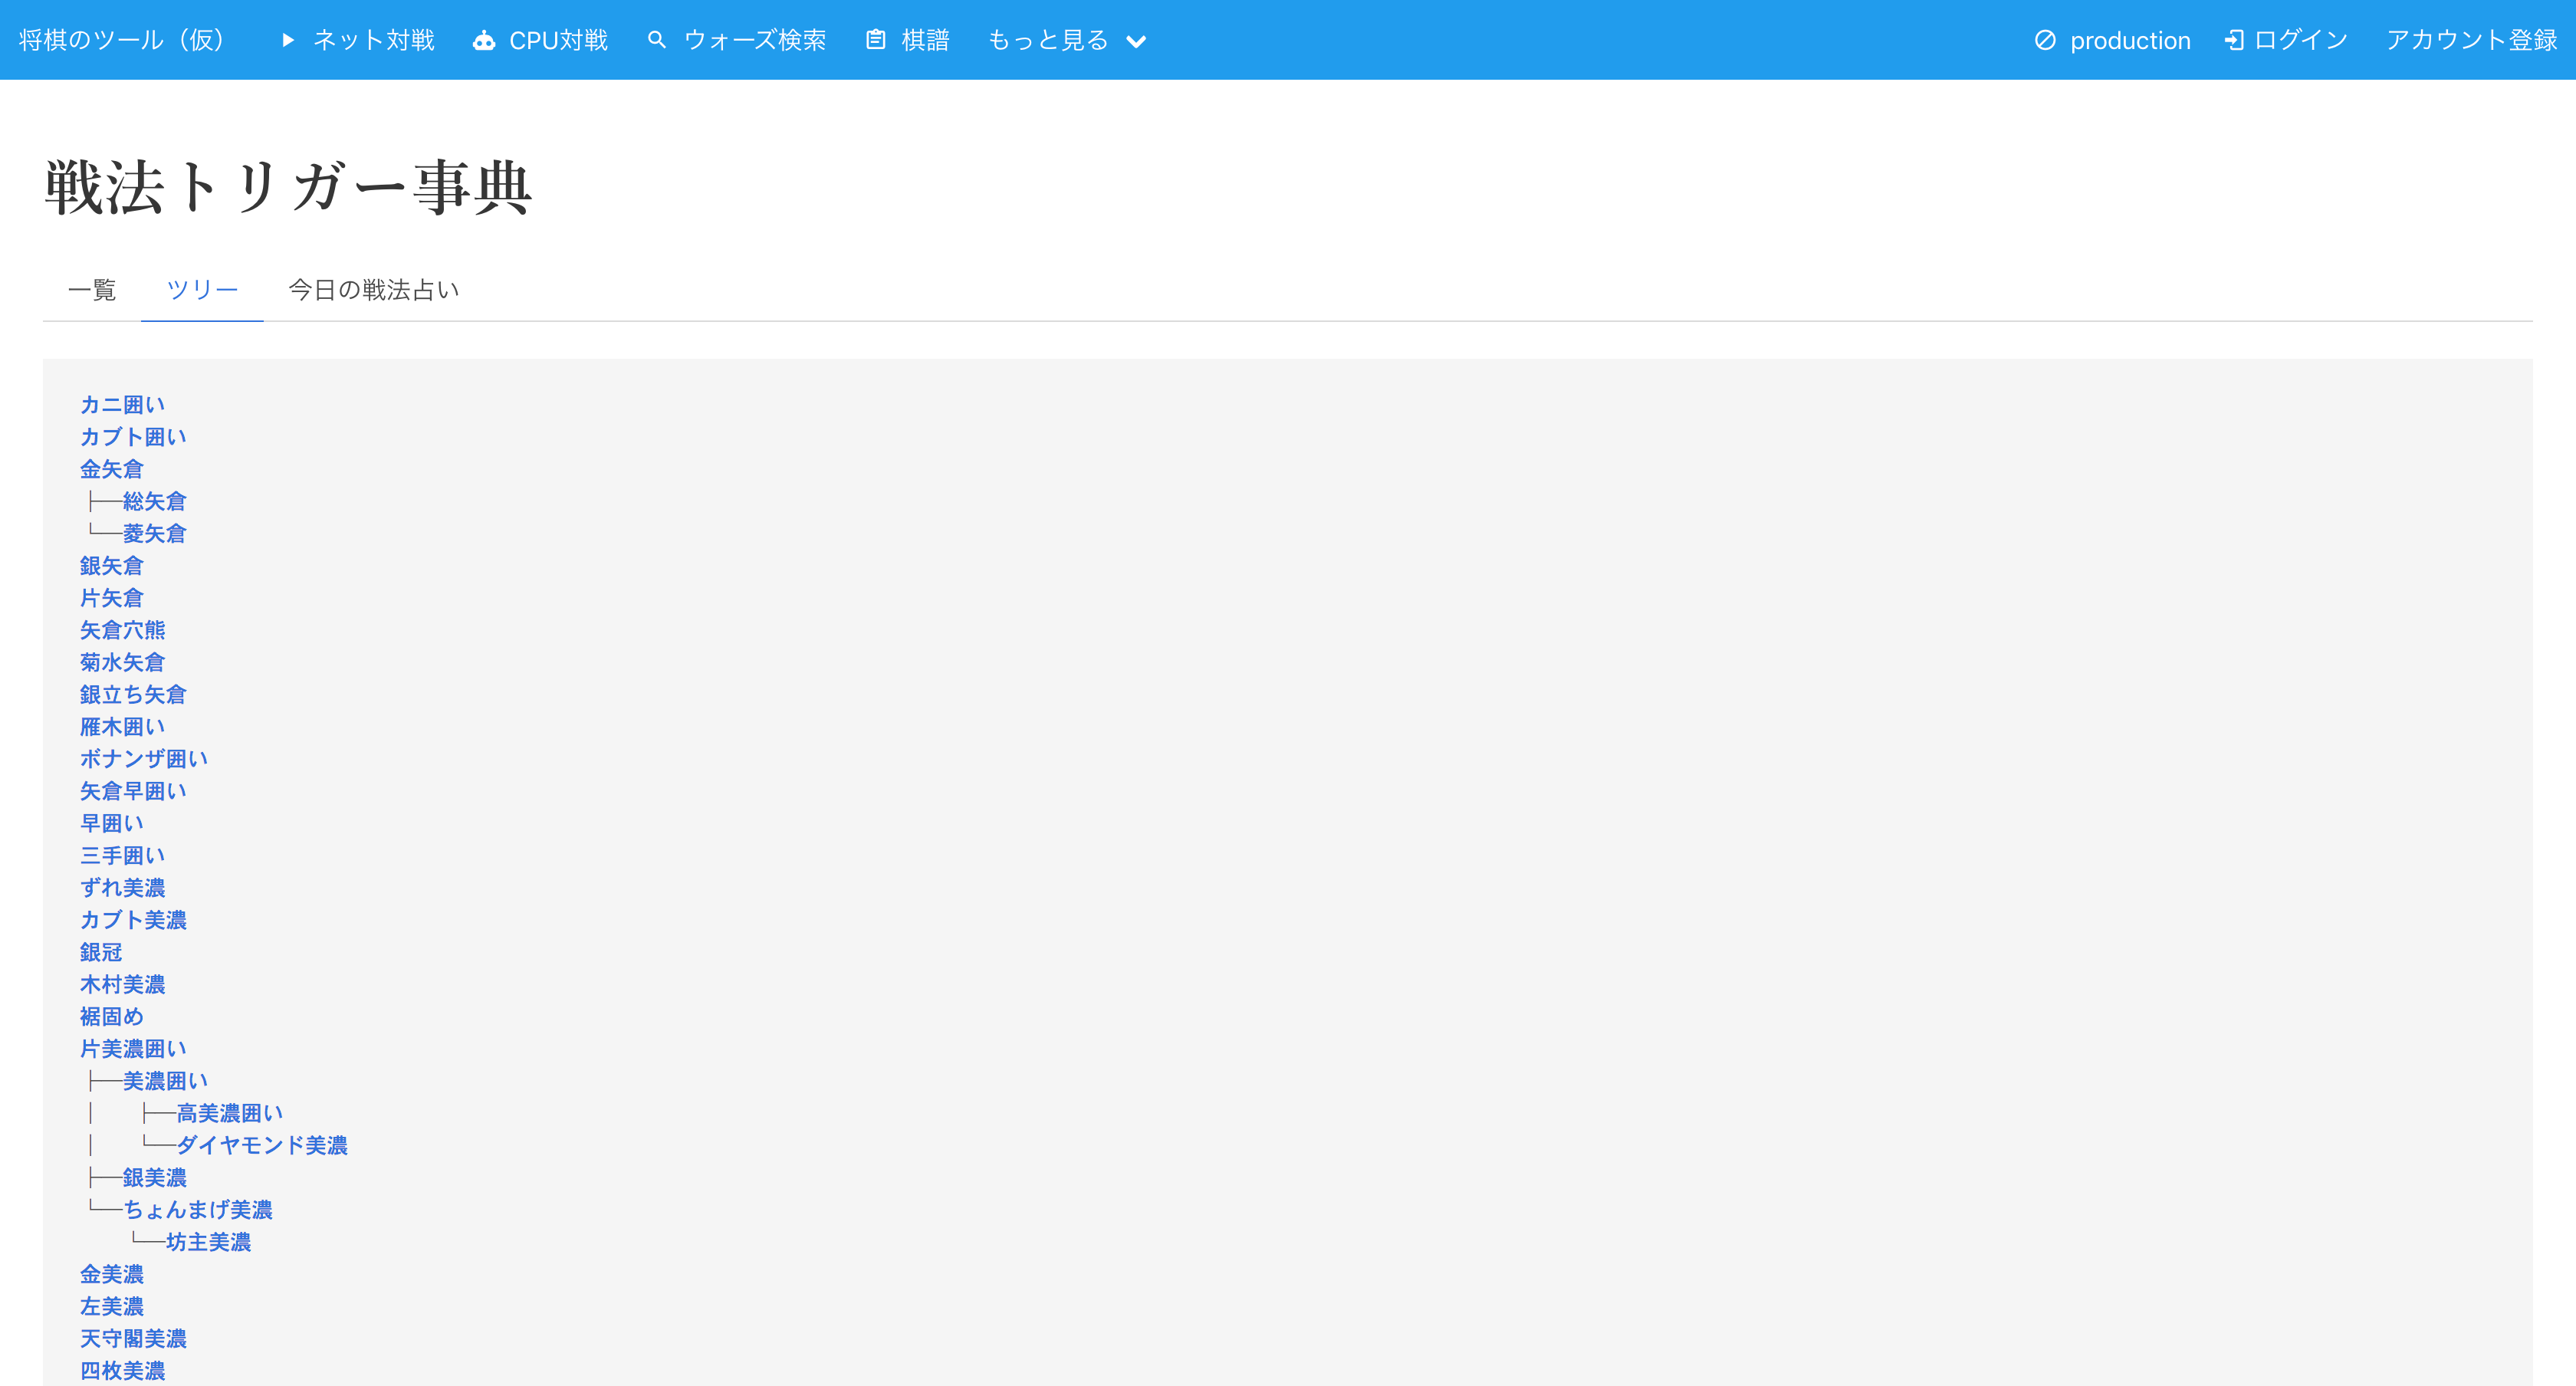 将棋のツール（仮） ネット対戦 CPU対戦 ウォーズ検索 棋譜 もっと見る production ログイン アカウント登録
戦法トリガー事典
一覧 ツリー 今日の戦法占い
カニ囲い
カブト囲い
金矢倉
├──総矢倉
└──菱矢倉
銀矢倉
片矢倉
矢倉穴熊
菊水矢倉
銀立ち矢倉
雁木囲い
ボナンザ囲い
矢倉早囲い
早囲い
三手囲い
ずれ美濃
カブト美濃
銀冠
木村美濃
裾固め
片美濃囲い
├──美濃囲い
│   ├──高美濃囲い
│   └──ダイヤモンド美濃
├──銀美濃
└──ちょんまげ美濃
    └──坊主美濃
金美濃
左美濃
天守閣美濃
四枚美濃